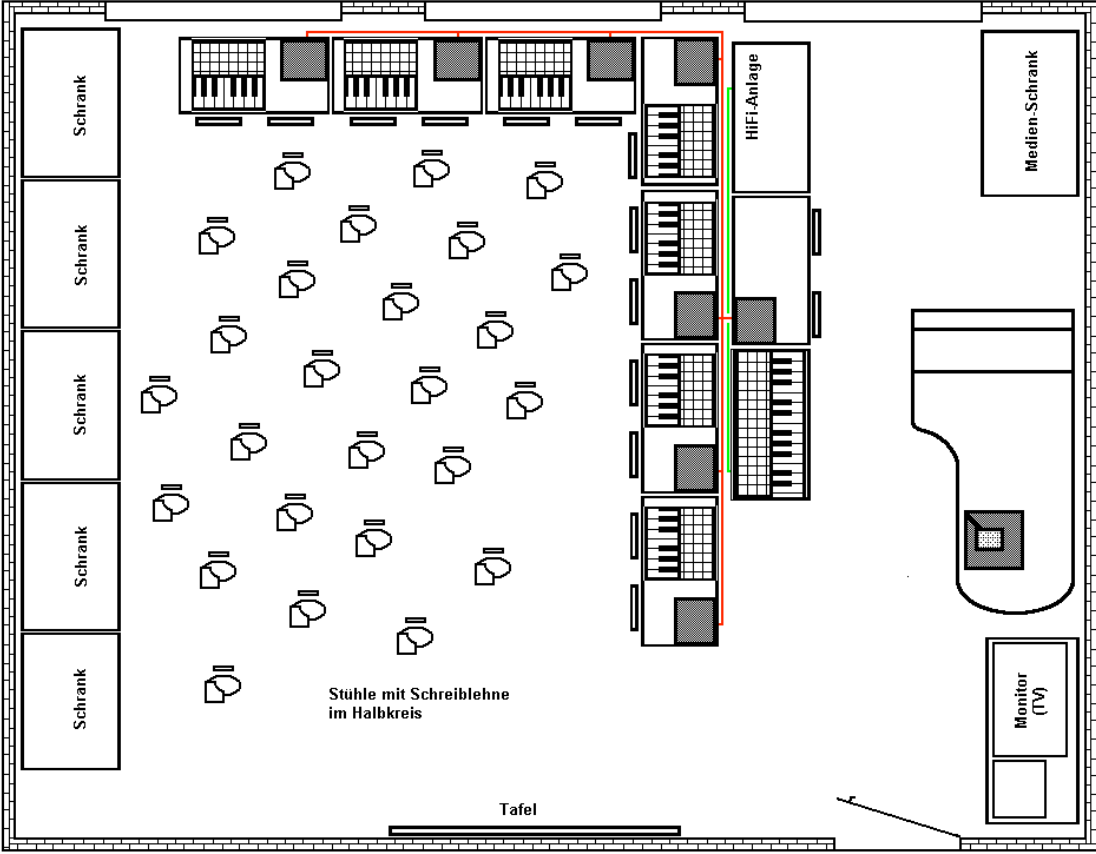 Schrank
Schrank
Schrank
Schrank
Schrank
HiFi-Anlage
Medien-Schrank
Stühle mit Schreiblehne
im Halbkreis
Monitor
(TV)
Tafel